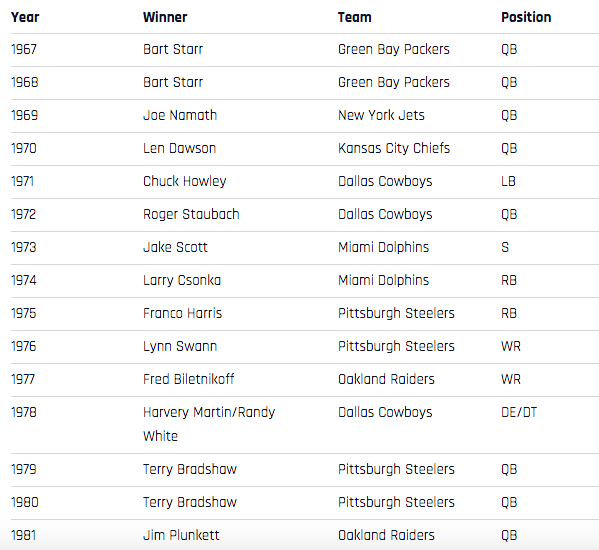 Year Winner Team Position
1967 Bart Starr Green Bay Packers QB
1968 Bart Starr Green Bay Packers QB
1969 Joe Namath New York Jets QB
1970 Len Dawson Kansas City Chiefs QB
1971 Chuck Howley Dallas Cowboys LB
1972 Roger Staubach Dallas Cowboys QB
1973 Jake Scott Miami Dolphins S
1974 Larry Csonka Miami Dolphins RB
1975 Franco Harris Pittsburgh Steelers RB
1976 Lynn Swann Pittsburgh Steelers WR
1977 Fred Biletnikoff Oakland Raiders WR
1978 Harvery Martin/Randy Dallas Cowboys DE/DT
White
1979 Terry Bradshaw Pittsburgh Steelers QB
1980 Terry Bradshaw Pittsburgh Steelers QB
1981 Jim Plunkett Oakland Raiders QB